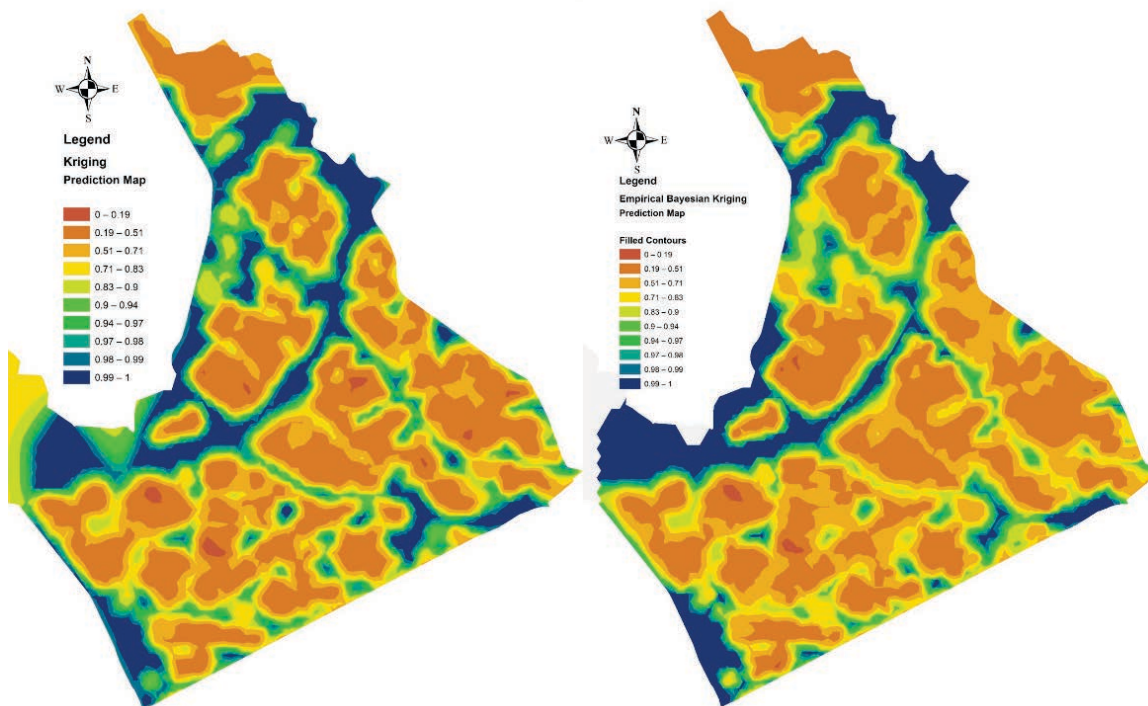 N
W E
S
Legend
Kriging
Prediction Map
0 – 0.19
0.19 – 0.51
0.51 – 0.71
0.71 – 0.83
0.83 – 0.9
0.9 – 0.94
0.94 – 0.97
0.97 – 0.98
0.98 – 0.99
0.99 – 1
N
W E
S
Legend
Empirical Bayesian Kriging
Prediction Map
Filled Contours
0 – 0.19
0.19 – 0.51
0.51 – 0.71
0.71 – 0.83
0.83 – 0.9
0.9 – 0.94
0.94 – 0.97
0.97 – 0.98
0.98 – 0.99
0.99 – 1